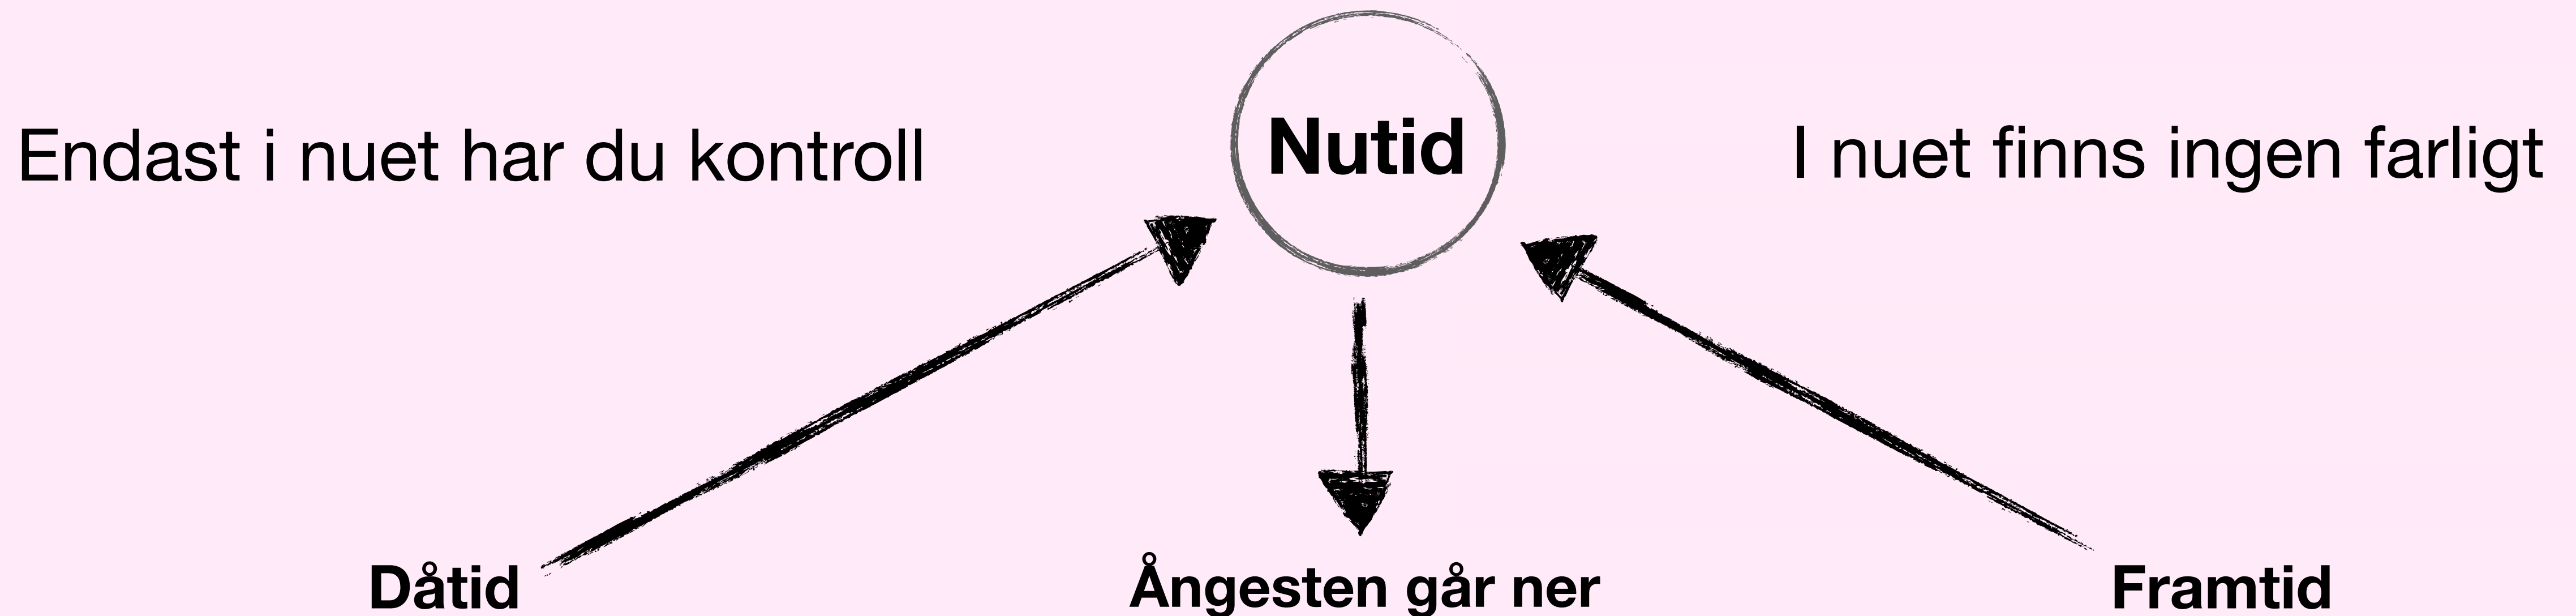 Nutid
Endast i nuet har du kontroll
I nuet finns ingen farligt
Dåtid
Ångesten går ner
Framtid